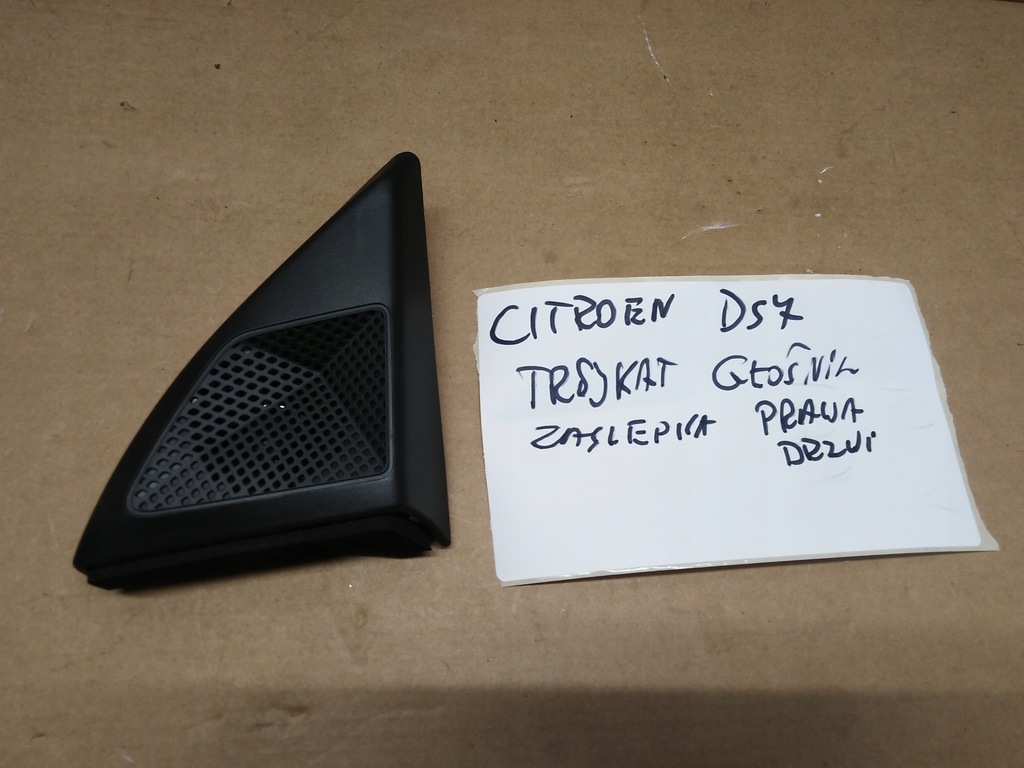 CITROEN DS7
TRÓJKĄT GŁOŚNIK
ZAŚLEPKA PRAWA
DRZWI